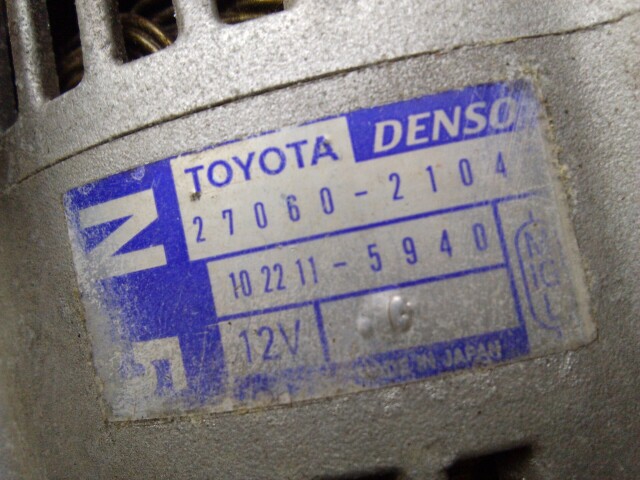 TOYOTA DENSO
27060-2104
102211-5940
12V
MADE IN JAPAN